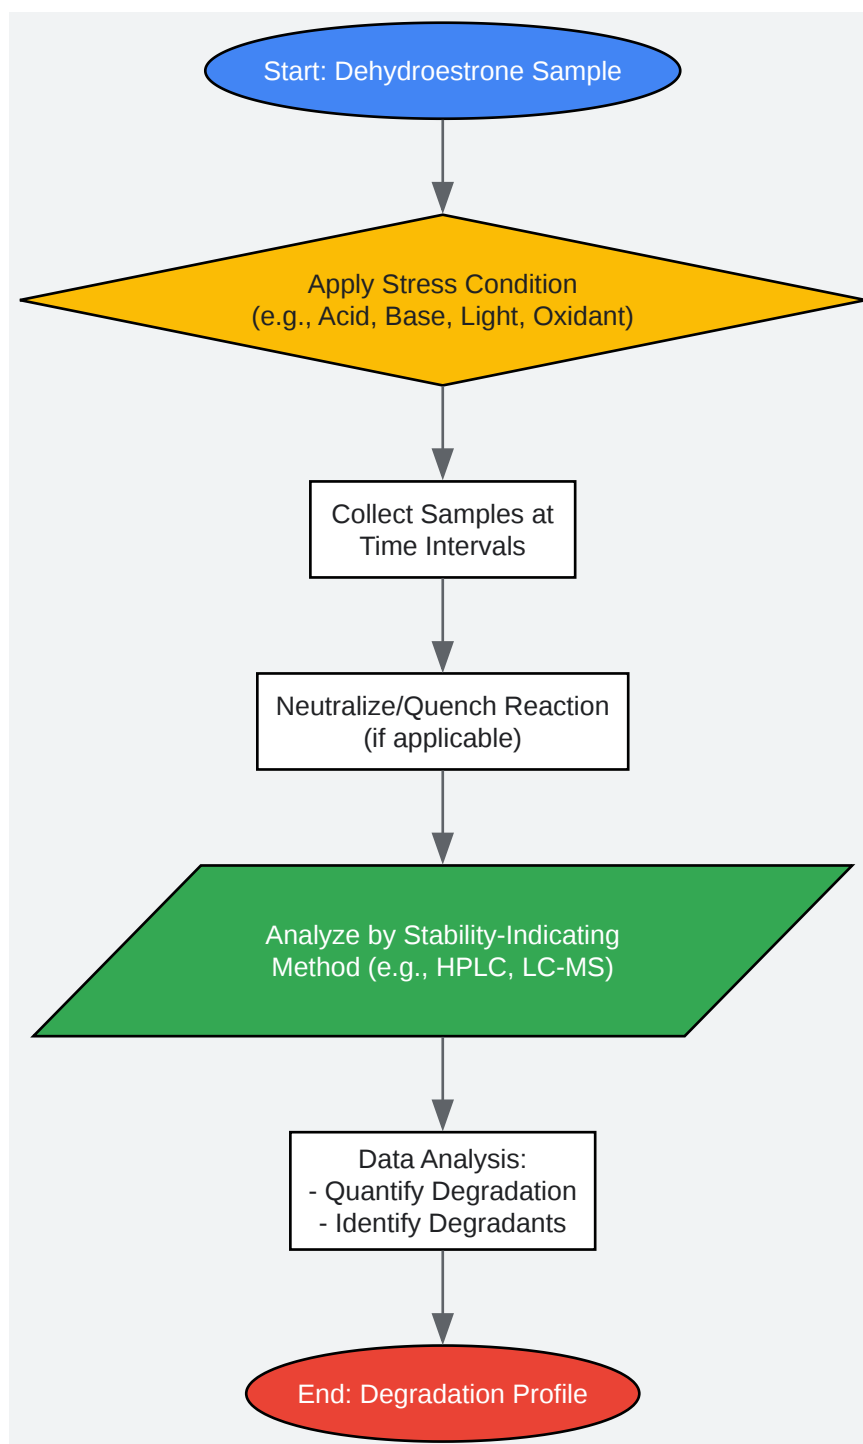 Start: Dehydroestrone Sample
Apply Stress Condition
(e.g., Acid, Base, Light, Oxidant)
Collect Samples at
Time Intervals
Neutralize/Quench Reaction
(if applicable)
Analyze by Stability-Indicating
Method (e.g., HPLC, LC-MS)
Data Analysis:
- Quantify Degradation
- Identify Degradants
End: Degradation Profile